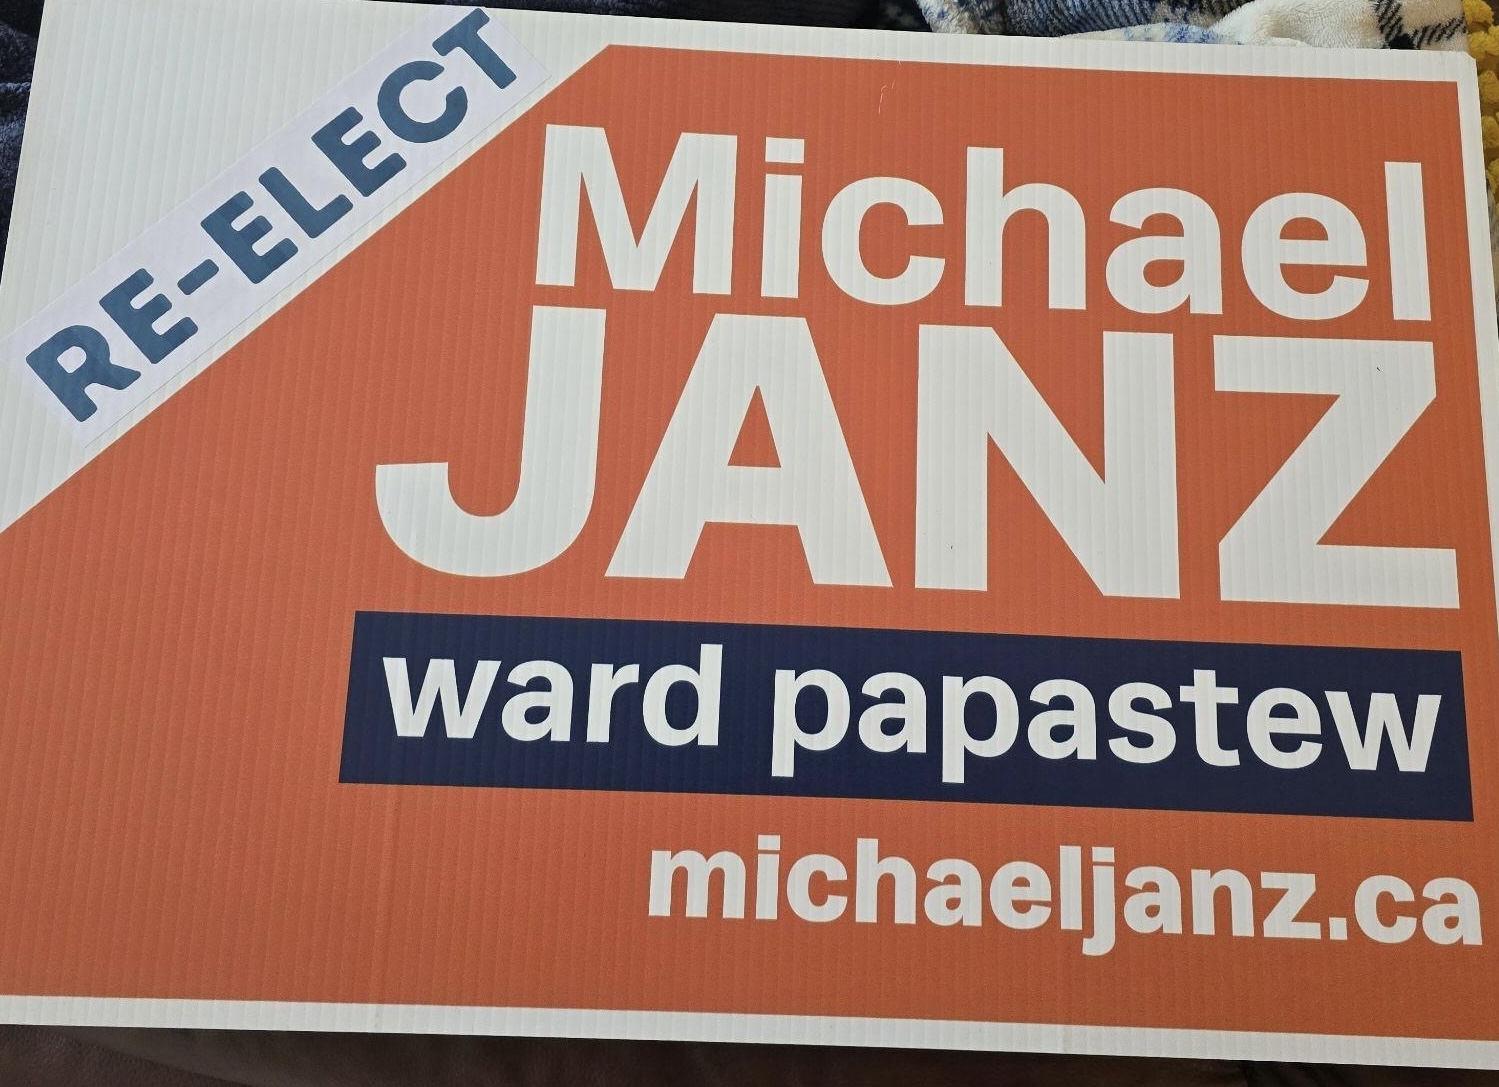 RE-ELECT
Michael
JANZ
ward papastew
michaeljanz.ca